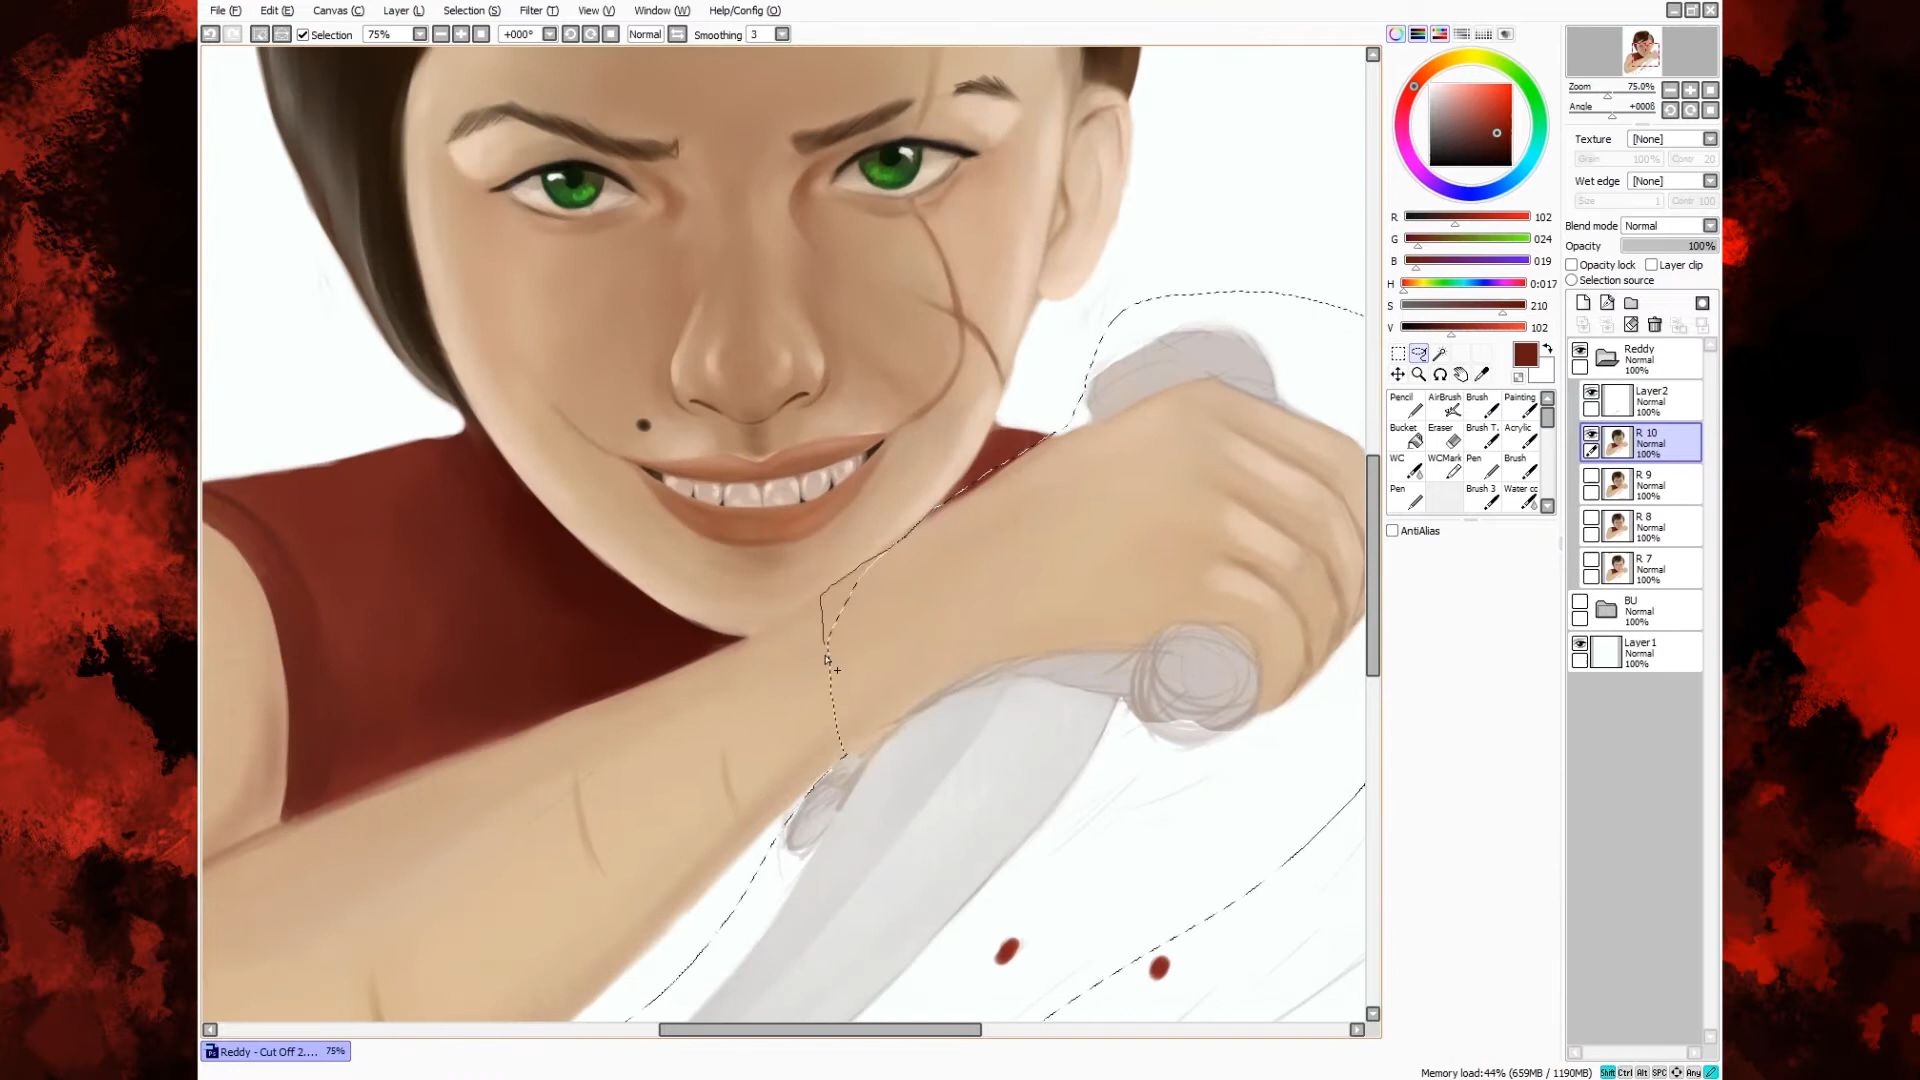 File (F) Edit (E) Canvas (C) Layer (L) Selection (S) Filter (T) View (V) Window (W) Help/Config (O)
Selection 75% +000° Normal Smoothing 3
Zoom 75.0%
Angle +000ß
Texture [None]
Grain 100% Contr 20
Wet edge [None]
Size 1 Contr 100
Blend mode Normal
Opacity 100%
Opacity lock Layer clip
Selection source
R 102
G 024
B 019
H 0:017
S 210
V 102
Pencil AirBrush Brush Painting
Bucket Eraser Brush T. Acrylic
WC WCMark Pen Brush
Pen Brush 3 Water cc
AntiAlias
Reddy
Normal
100%
Layer2
Normal
100%
R 10
Normal
100%
R 9
Normal
100%
R 8
Normal
100%
R 7
Normal
100%
BU
Normal
100%
Layer1
Normal
100%
Reddy - Cut Off 2.... 75%
Memory load:44% (659MB / 1190MB) Shift Ctrl Alt SPC Any